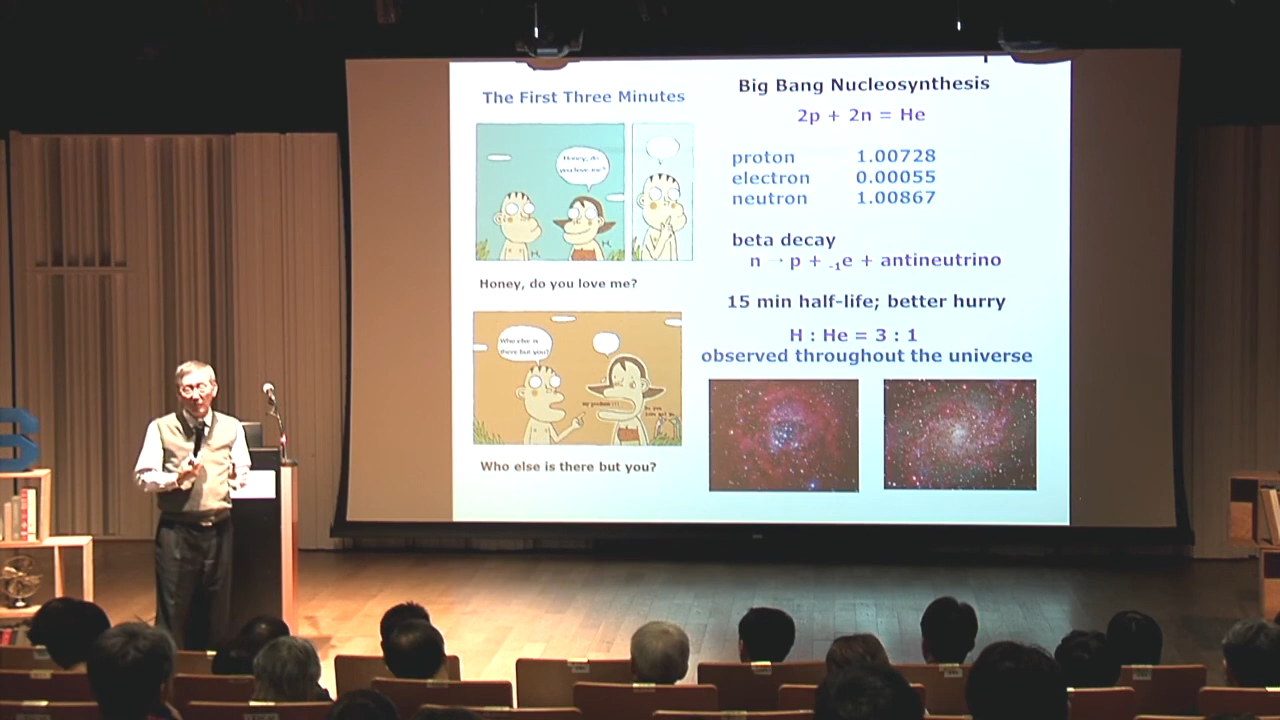 The First Three Minutes
Honey, do
you love me?
Honey, do you love me?
Who else is
there but you?
Who else is there but you?
Big Bang Nucleosynthesis
2p + 2n = He
proton 1.00728
electron 0.00055
neutron 1.00867
beta decay
n → p + ₋₁e + antineutrino
15 min half-life; better hurry
H : He = 3 : 1
observed throughout the universe
B